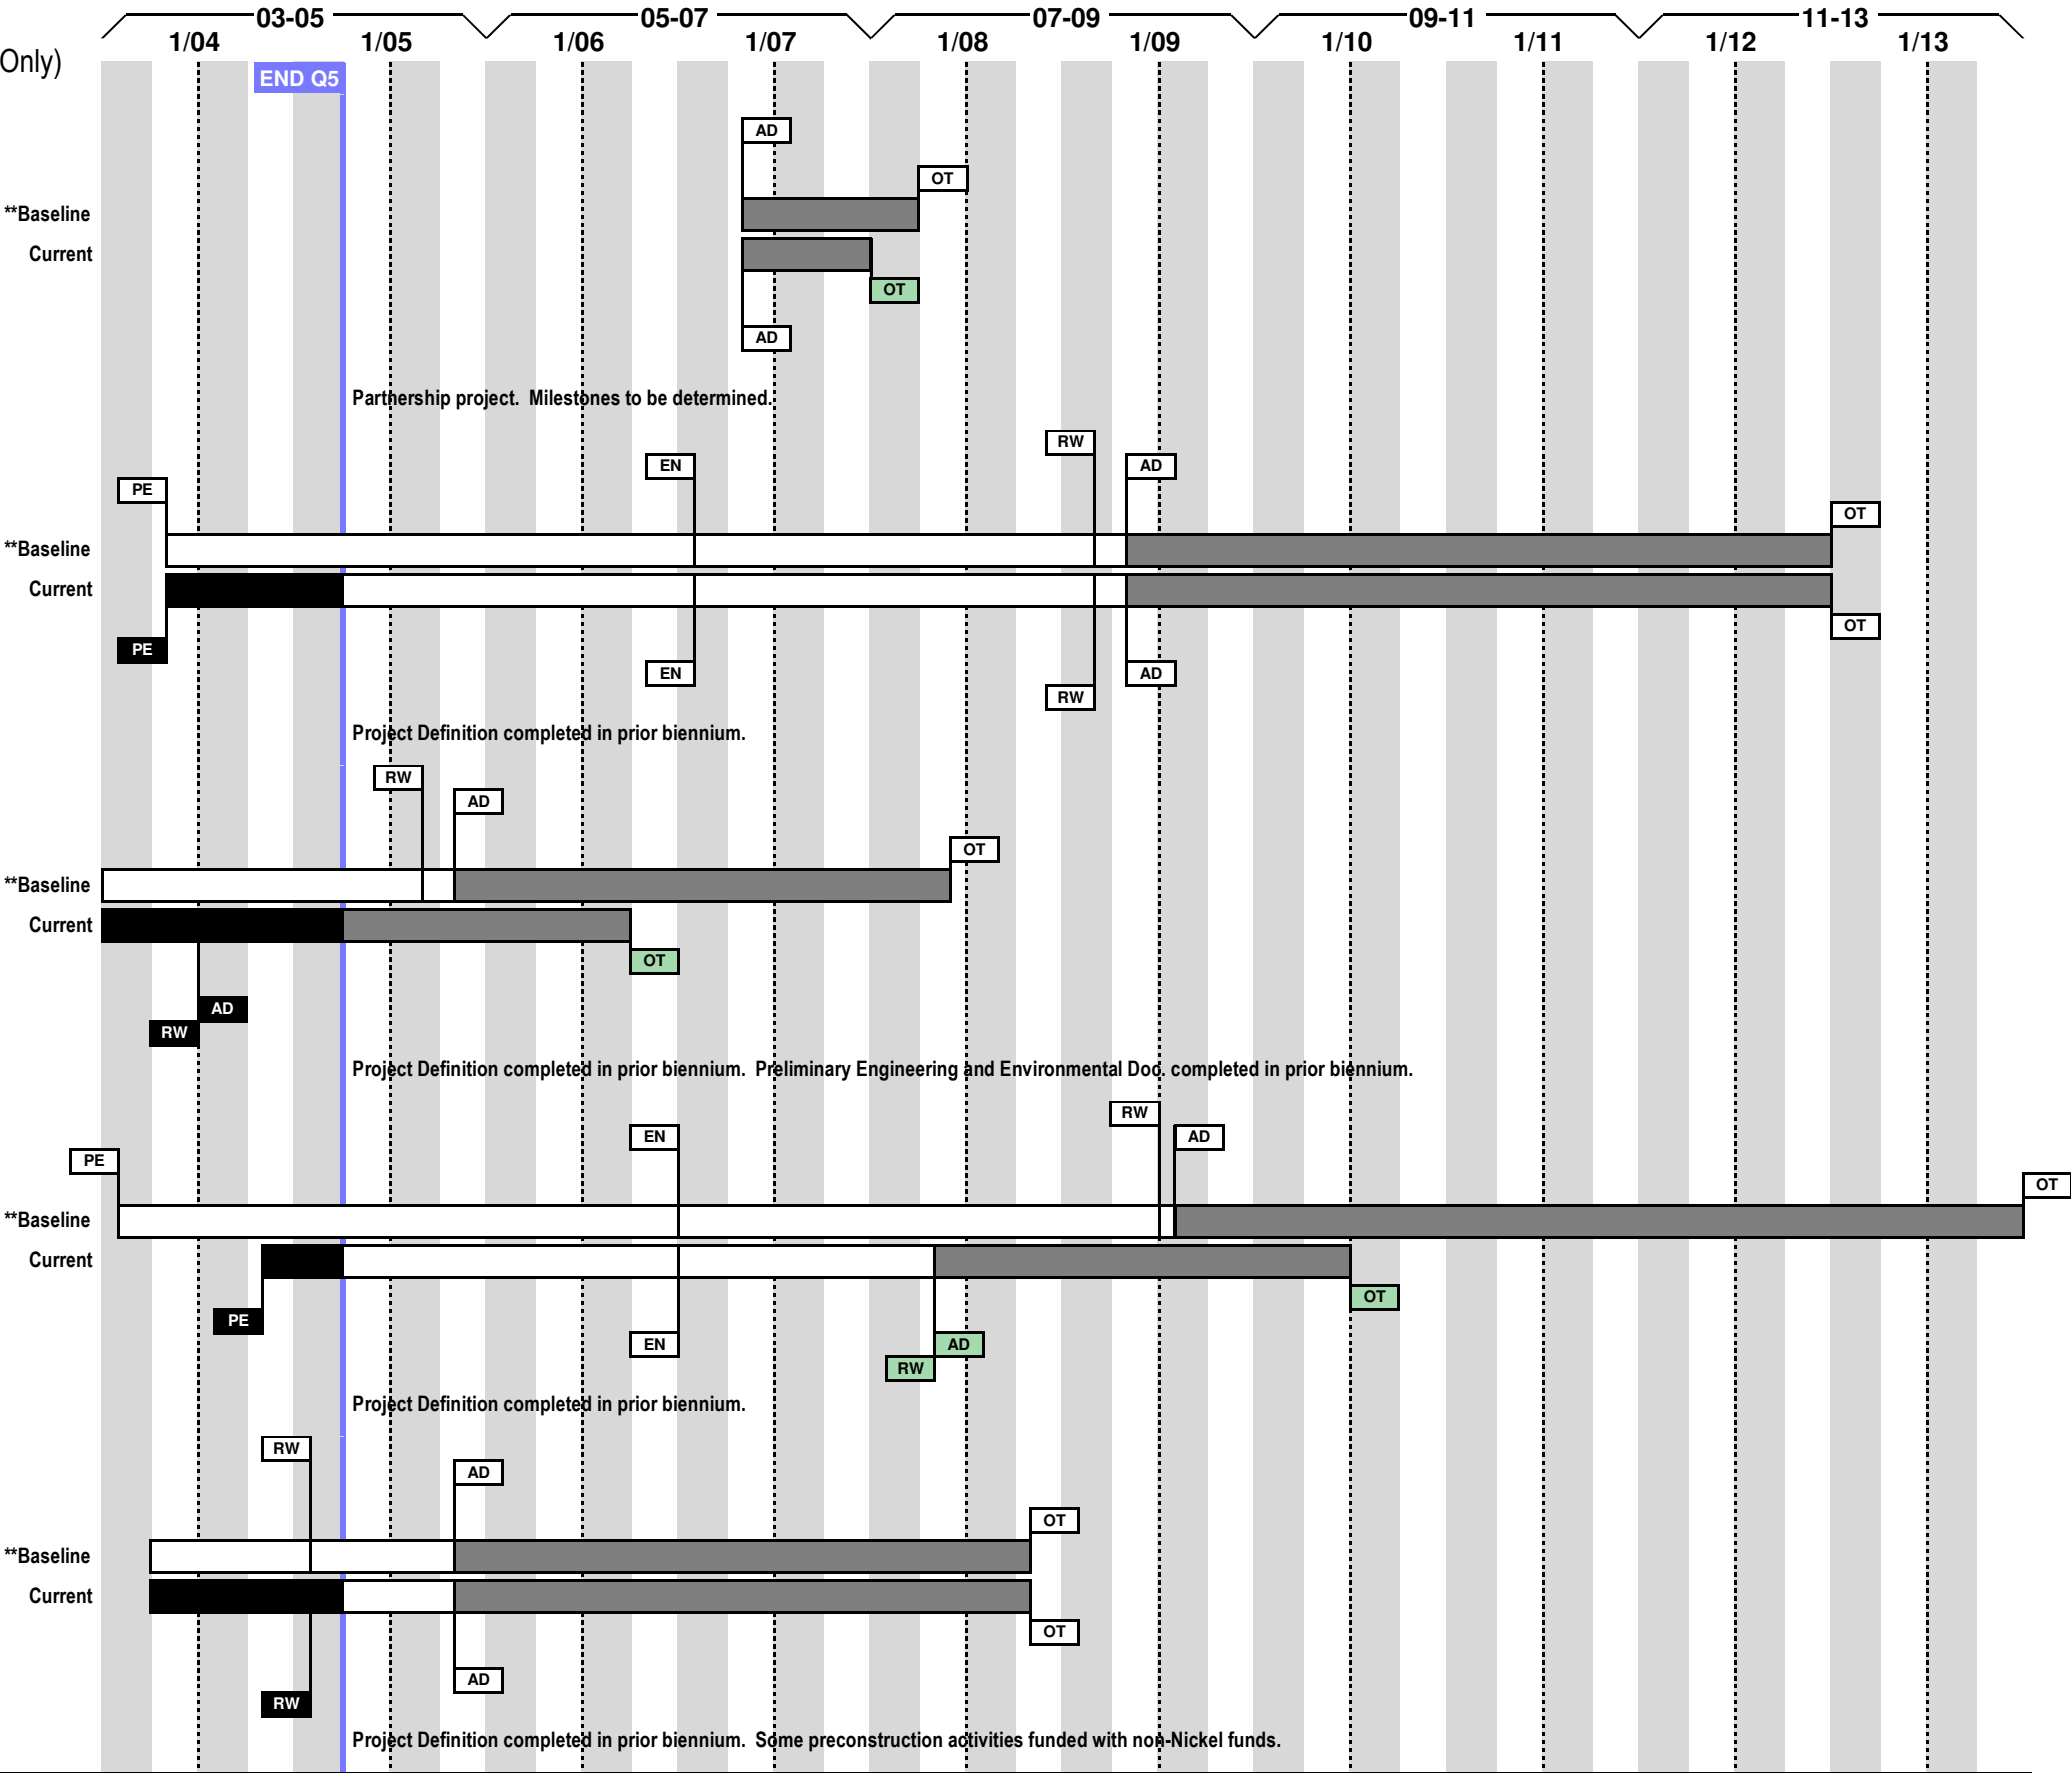 03-05 05-07 07-09 09-11 11-13
1/04 1/05 1/06 1/07 1/08 1/09 1/10 1/11 1/12 1/13
Only)
END Q5
AD
OT
**Baseline
Current
OT
AD
Partnership project. Milestones to be determined.
RW
EN AD
PE
OT
**Baseline
Current
OT
PE
EN AD
RW
Project Definition completed in prior biennium.
RW
AD
OT
**Baseline
Current
OT
AD
RW
Project Definition completed in prior biennium. Preliminary Engineering and Environmental Doc. completed in prior biennium.
RW
EN AD
PE
OT
**Baseline
Current
OT
PE
EN AD
RW
Project Definition completed in prior biennium.
RW
AD
OT
**Baseline
Current
OT
AD
RW
Project Definition completed in prior biennium. Some preconstruction activities funded with non-Nickel funds.